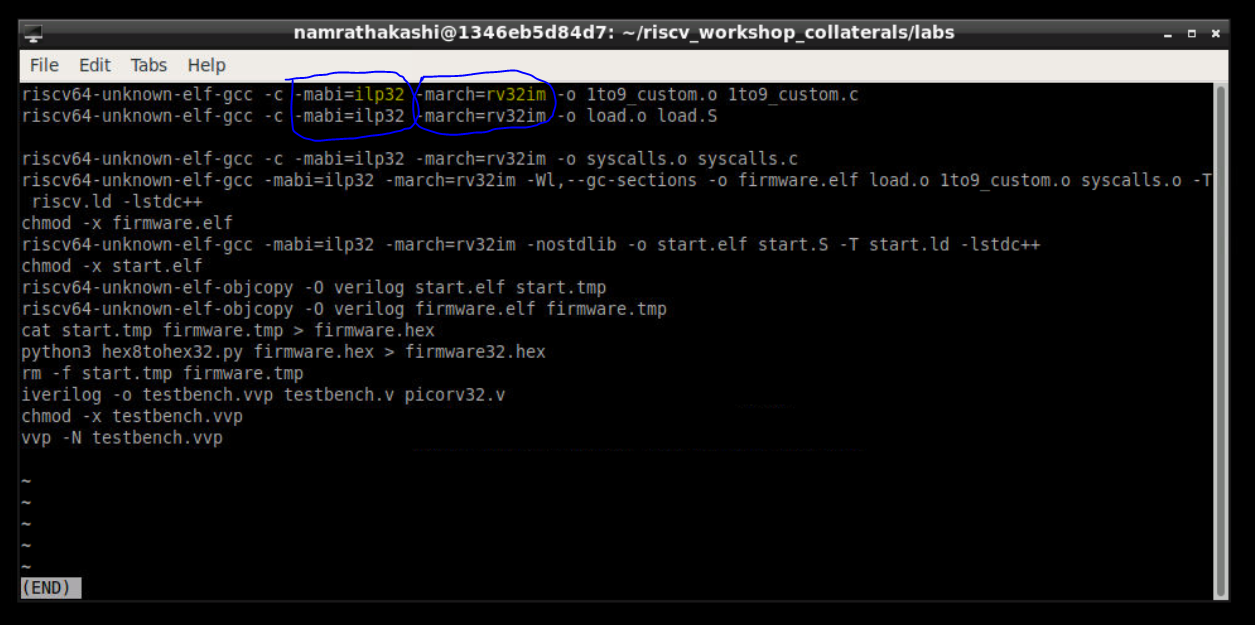 namrathakashi@1346eb5d84d7: ~/riscv_workshop_collaterals/labs
File Edit Tabs Help
riscv64-unknown-elf-gcc -c -mabi=ilp32 -march=rv32im -o 1to9_custom.o 1to9_custom.c
riscv64-unknown-elf-gcc -c -mabi=ilp32 -march=rv32im -o load.o load.S
riscv64-unknown-elf-gcc -c -mabi=ilp32 -march=rv32im -o syscalls.o syscalls.c
riscv64-unknown-elf-gcc -mabi=ilp32 -march=rv32im -Wl,--gc-sections -o firmware.elf load.o 1to9_custom.o syscalls.o -T
riscv.ld -lstdc++
chmod -x firmware.elf
riscv64-unknown-elf-gcc -mabi=ilp32 -march=rv32im -nostdlib -o start.elf start.S -T start.ld -lstdc++
chmod -x start.elf
riscv64-unknown-elf-objcopy -O verilog start.elf start.tmp
riscv64-unknown-elf-objcopy -O verilog firmware.elf firmware.tmp
cat start.tmp firmware.tmp > firmware.hex
python3 hex8tohex32.py firmware.hex > firmware32.hex
rm -f start.tmp firmware.tmp
iverilog -o testbench.vvp testbench.v picorv32.v
chmod -x testbench.vvp
vvp -N testbench.vvp
~
~
~
~
~
(END)